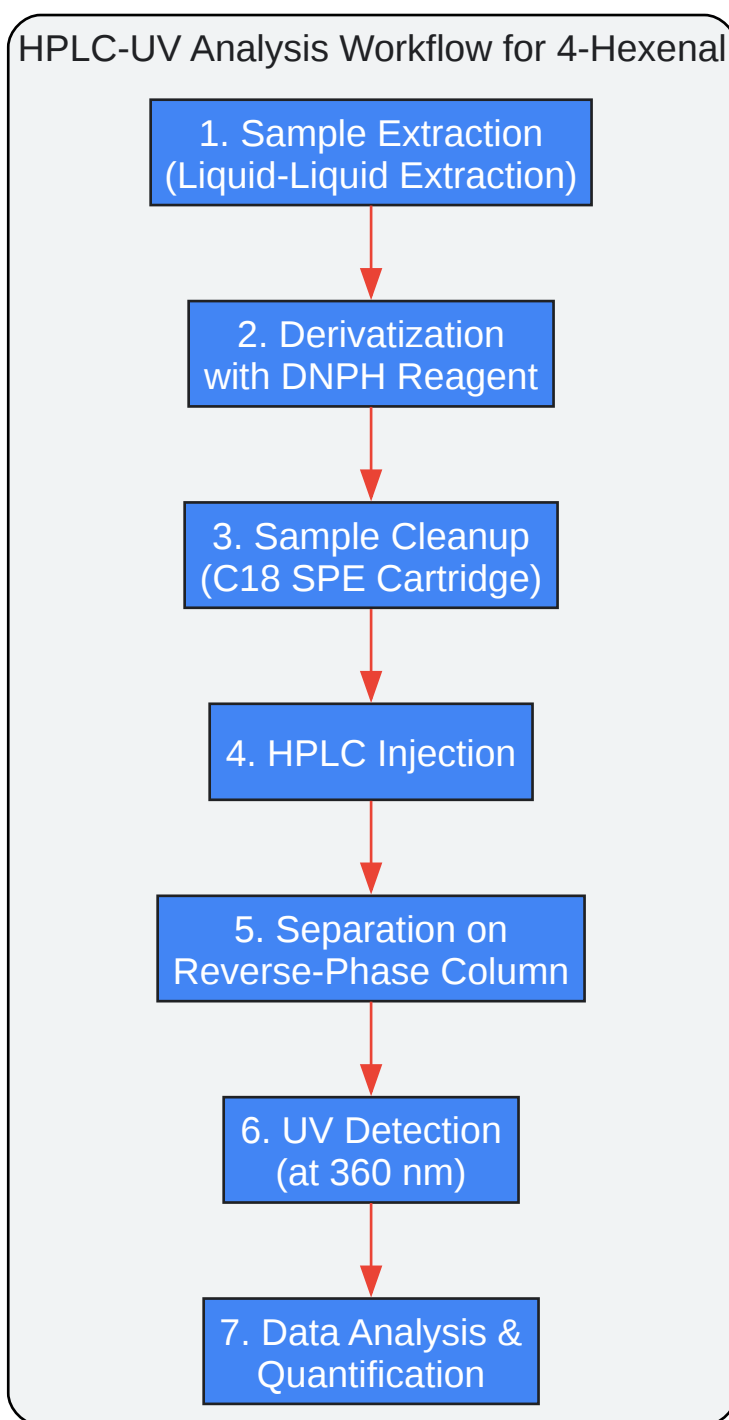 HPLC-UV Analysis Workflow for 4-Hexenal
1. Sample Extraction
(Liquid-Liquid Extraction)
2. Derivatization
with DNPH Reagent
3. Sample Cleanup
(C18 SPE Cartridge)
4. HPLC Injection
5. Separation on
Reverse-Phase Column
6. UV Detection
(at 360 nm)
7. Data Analysis &
Quantification